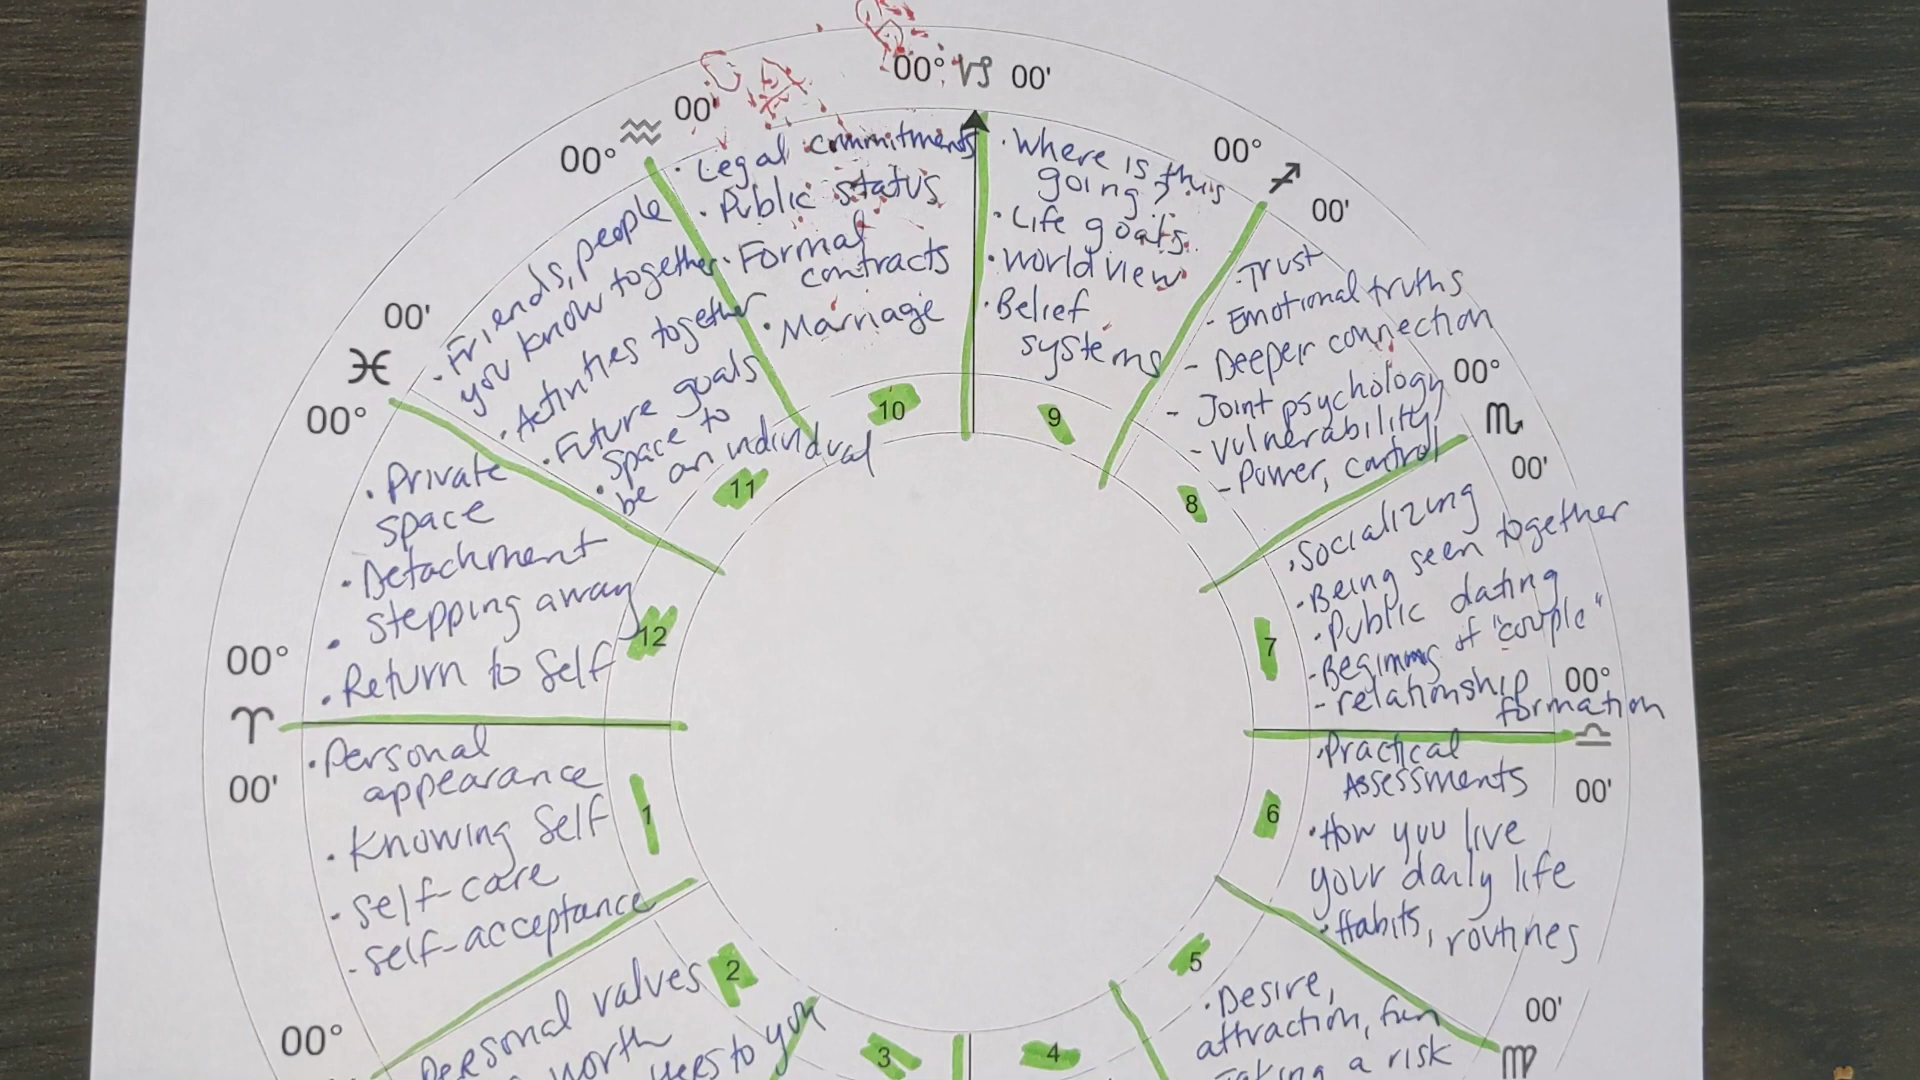 00° ♑ 00'
00° ♒ 00'
00° ♐ 00'
00° ♏ 00'
00° ♎ 00'
00' ♍
00' ♓ 00°
00° ♈ 00'
00°
10
• Legal commitments
• Public status
• Formal
contracts
• Marriage
9
• Where is this
going?
• Life goals
• World view
• Belief
systems
8
- Trust
- Emotional truths
- Deeper connection
- Joint psychology
- Vulnerability
- Power, control
7
• Socializing
• Being seen together
• Public dating
- Beginning of "couple"
- relationship
formation
6
• Practical
Assessments
• How you live
your daily life
• Habits, routines
5
• Desire,
attraction, fun
Taking a risk
4
3
2
Personal values
worth
to you
1
• Personal
appearance
• Knowing Self
• Self-care
- Self-acceptance
12
• Private
space
• Detachment
• stepping away
• Return to Self
11
• Friends, people
you know together
• Activities together
• Future goals
• Space to
be an individual